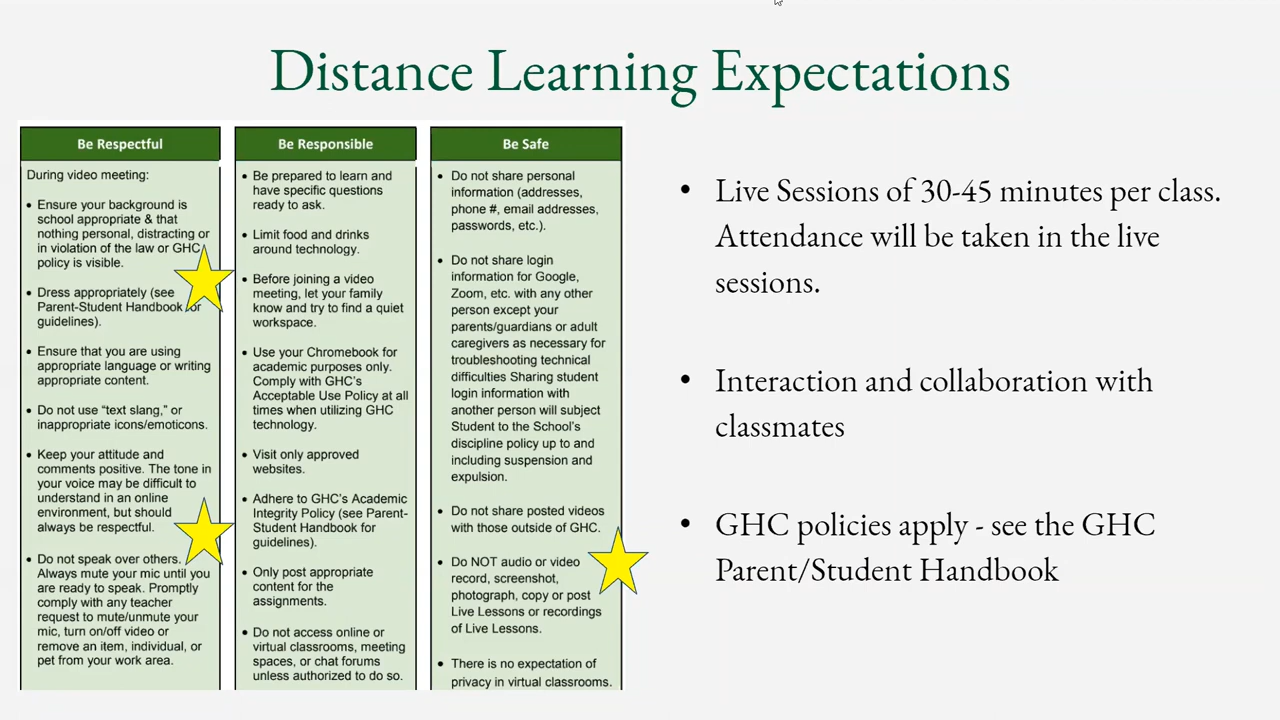 Distance Learning Expectations
Be Respectful
During video meeting:
• Ensure your background is
school appropriate & that
nothing personal, distracting or
in violation of the law or GHC
policy is visible.
• Dress appropriately (see
Parent-Student Handbook for
guidelines).
• Ensure that you are using
appropriate language or writing
appropriate content.
• Do not use “text slang,” or
inappropriate icons/emoticons.
• Keep your attitude and
comments positive. The tone in
your voice may be difficult to
understand in an online
environment, but should
always be respectful.
• Do not speak over others.
Always mute your mic until you
are ready to speak. Promptly
comply with any teacher
request to mute/unmute your
mic, turn on/off video or
remove an item, individual, or
pet from your work area.
Be Responsible
• Be prepared to learn and
have specific questions
ready to ask.
• Limit food and drinks
around technology.
• Before joining a video
meeting, let your family
know and try to find a quiet
workspace.
• Use your Chromebook for
academic purposes only.
Comply with GHC’s
Acceptable Use Policy at all
times when utilizing GHC
technology.
• Visit only approved
websites.
• Adhere to GHC’s Academic
Integrity Policy (see Parent-
Student Handbook for
guidelines).
• Only post appropriate
content for the
assignments.
• Do not access online or
virtual classrooms, meeting
spaces, or chat forums
unless authorized to do so.
Be Safe
• Do not share personal
information (addresses,
phone #, email addresses,
passwords, etc.).
• Do not share login
information for Google,
Zoom, etc. with any other
person except your
parents/guardians or adult
caregivers as necessary for
troubleshooting technical
difficulties Sharing student
login information with
another person will subject
Student to the School’s
discipline policy up to and
including suspension and
expulsion.
• Do not share posted videos
with those outside of GHC.
• Do NOT audio or video
record, screenshot,
photograph, copy or post
Live Lessons or recordings
of Live Lessons.
• There is no expectation of
privacy in virtual classrooms.
• Live Sessions of 30-45 minutes per class.
Attendance will be taken in the live
sessions.
• Interaction and collaboration with
classmates
• GHC policies apply - see the GHC
Parent/Student Handbook